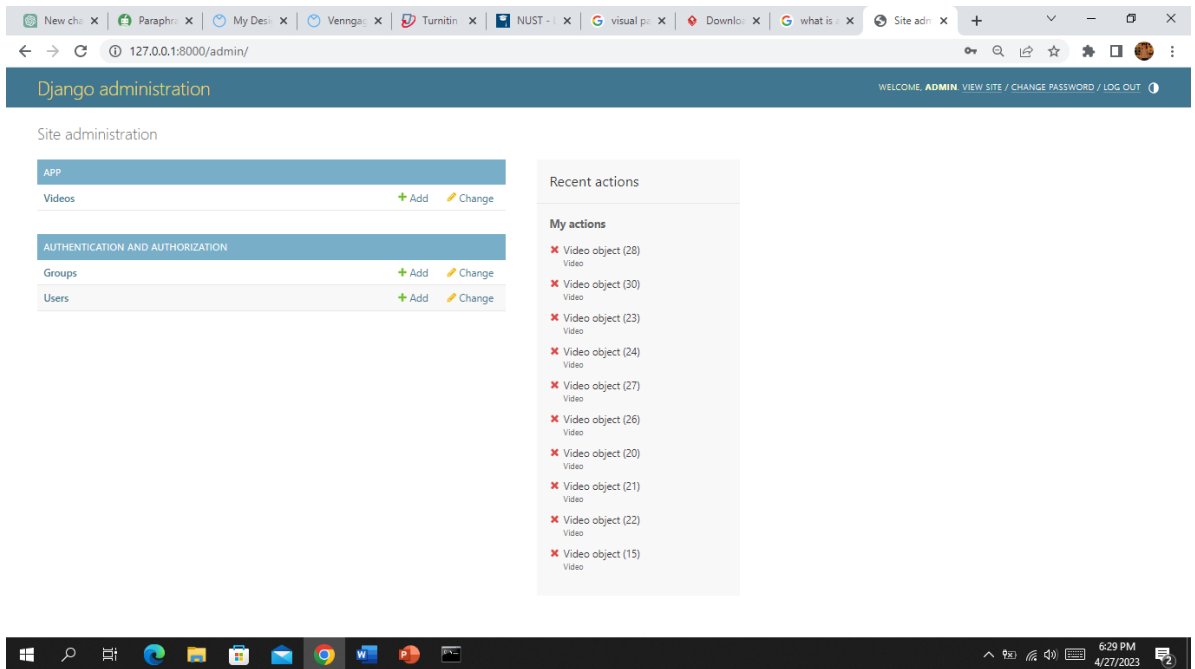 New cha
Paraphra
My Desi
Venngag
Turnitin
NUST -
visual pa
Downloa
what is a
Site adm
127.0.0.1:8000/admin/
Django administration
WELCOME, ADMIN. VIEW SITE / CHANGE PASSWORD / LOG OUT
Site administration
APP
Videos + Add Change
AUTHENTICATION AND AUTHORIZATION
Groups + Add Change
Users + Add Change
Recent actions
My actions
Video object (28)
Video
Video object (30)
Video
Video object (23)
Video
Video object (24)
Video
Video object (27)
Video
Video object (26)
Video
Video object (20)
Video
Video object (21)
Video
Video object (22)
Video
Video object (15)
Video
6:29 PM
4/27/2023
2